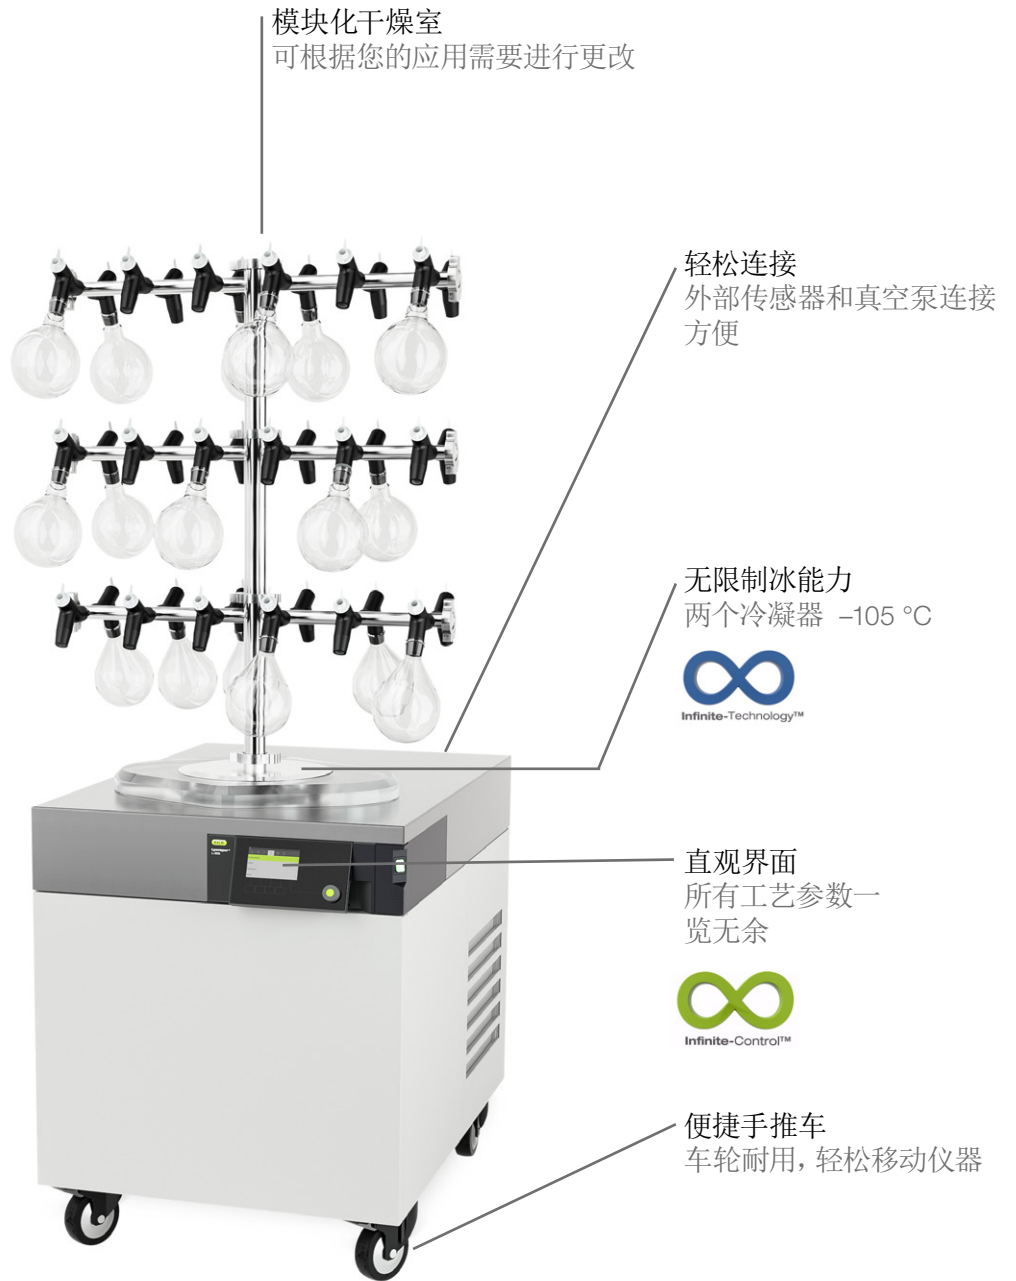 模块化干燥室
可根据您的应用需要进行更改
轻松连接
外部传感器和真空泵连接
方便
无限制冰能力
两个冷凝器 –105 °C
Infinite-Technology™
直观界面
所有工艺参数一
览无余
Infinite-Control™
便捷手推车
车轮耐用, 轻松移动仪器